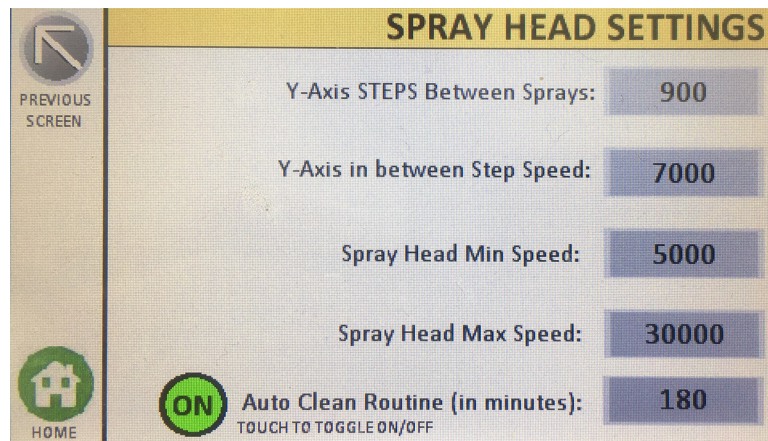 SPRAY HEAD SETTINGS
PREVIOUS
SCREEN
Y-Axis STEPS Between Sprays: 900
Y-Axis in between Step Speed: 7000
Spray Head Min Speed: 5000
Spray Head Max Speed: 30000
ON Auto Clean Routine (in minutes): 180
TOUCH TO TOGGLE ON/OFF
HOME